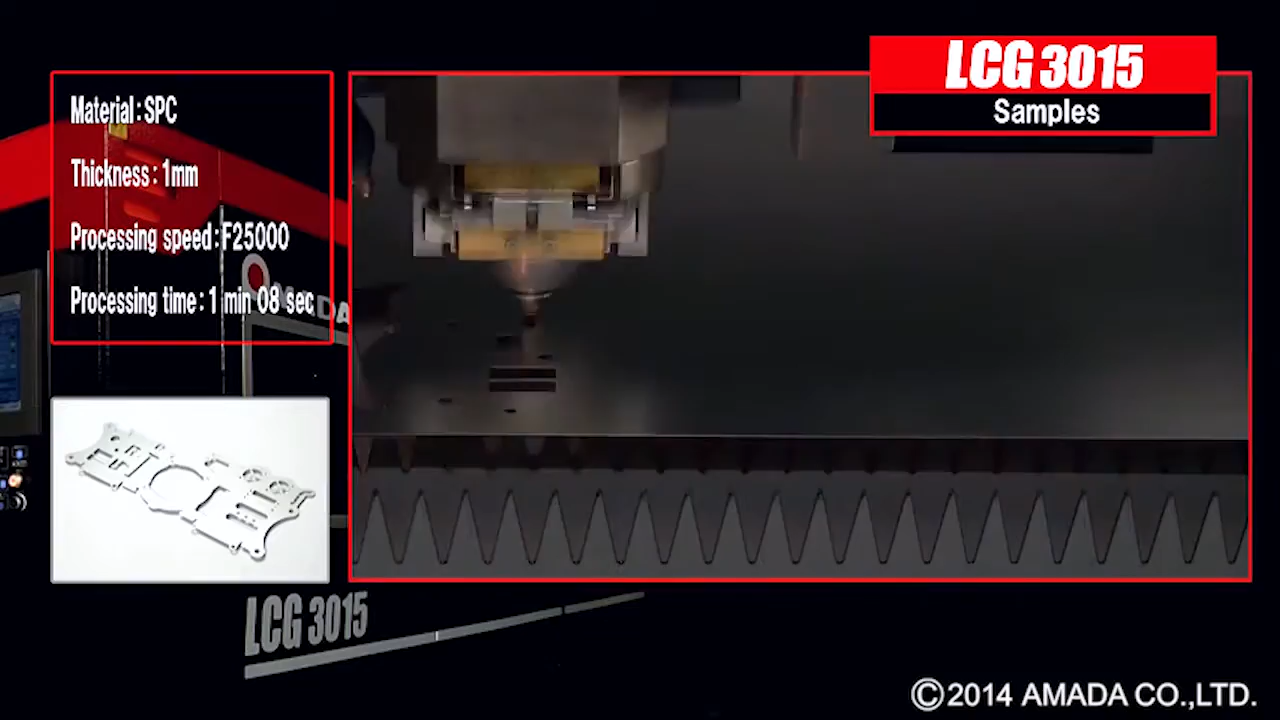 LCG 3015
Samples
Material:SPC
Thickness:1mm
Processing speed:F25000
Processing time:1 min 08 sec
AMADA
LCG 3015
©2014 AMADA CO.,LTD.